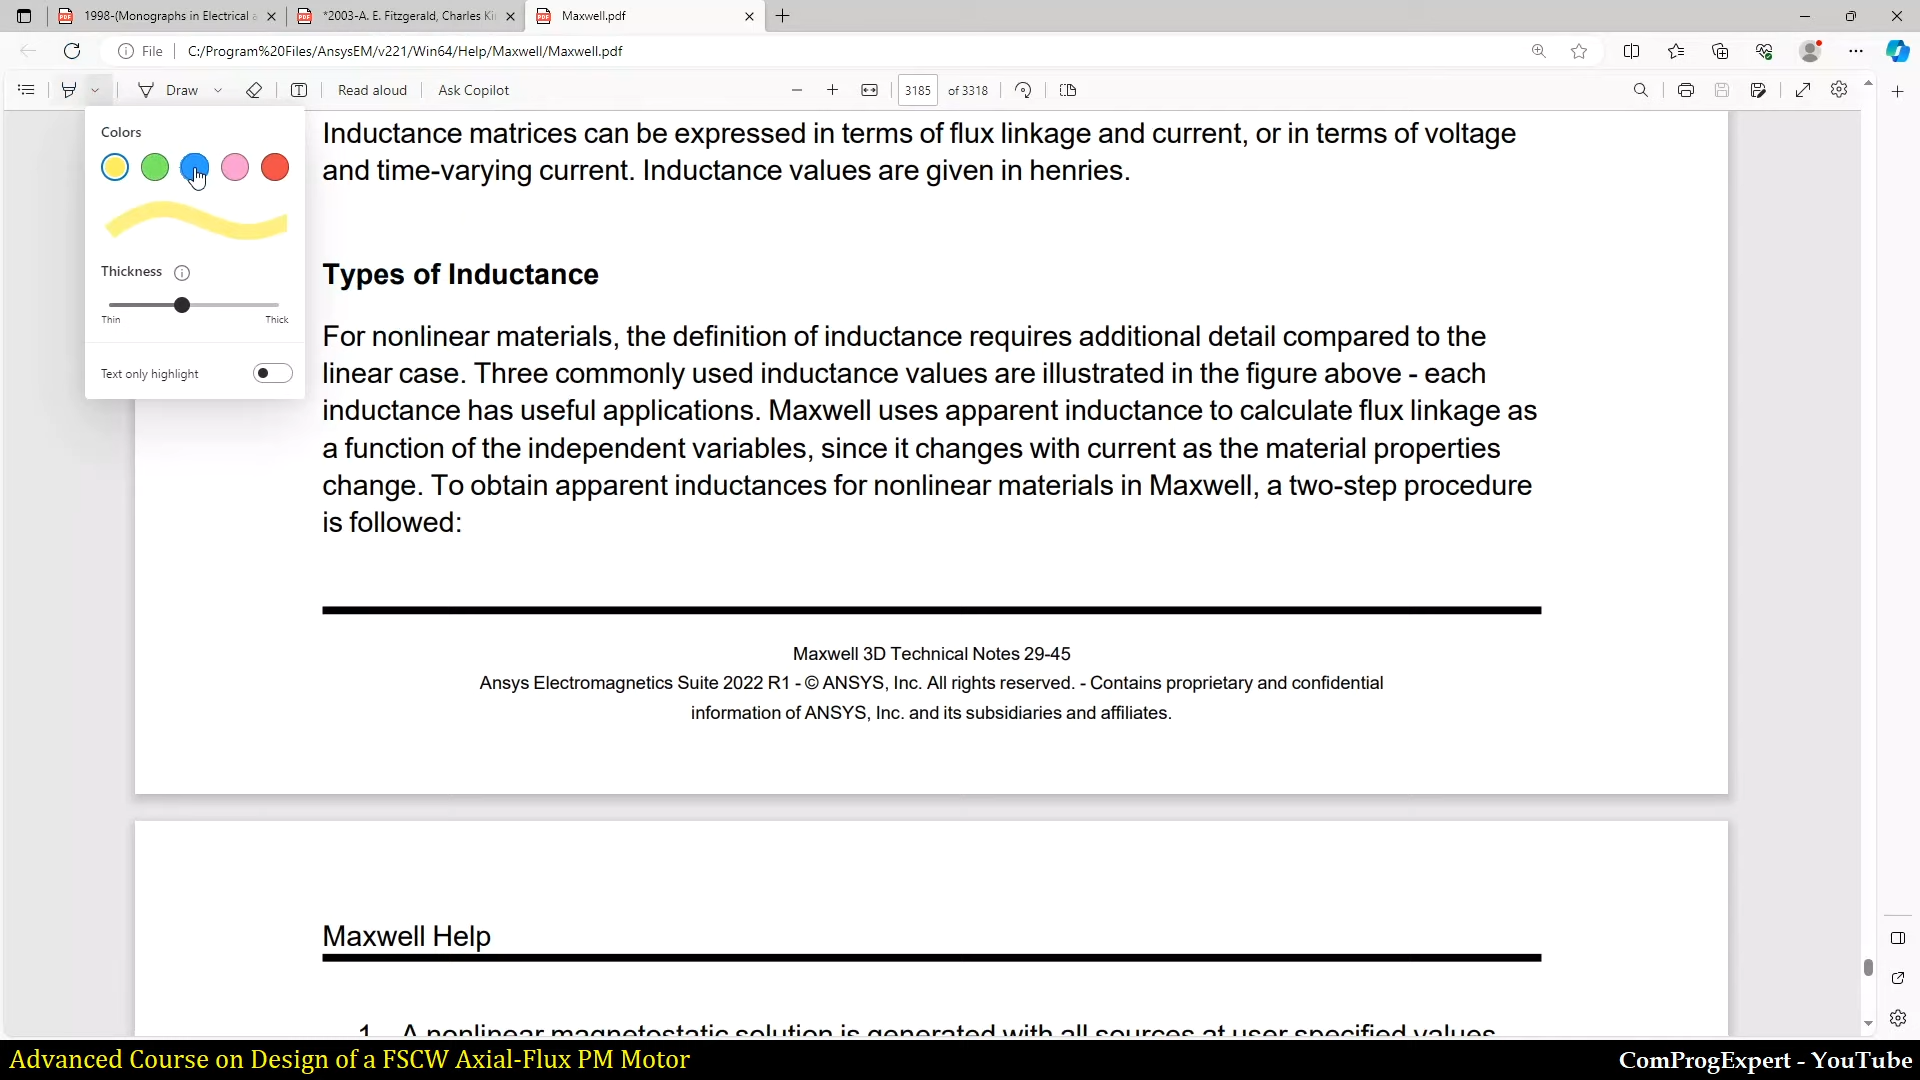 1998-(Monographs in Electrical a
*2003-A. E. Fitzgerald, Charles Ki
Maxwell.pdf
File
C:/Program%20Files/AnsysEM/v221/Win64/Help/Maxwell/Maxwell.pdf
Draw
Read aloud
Ask Copilot
3185
of 3318
Colors
Thickness
Thin
Thick
Text only highlight
Inductance matrices can be expressed in terms of flux linkage and current, or in terms of voltage
and time-varying current. Inductance values are given in henries.
Types of Inductance
For nonlinear materials, the definition of inductance requires additional detail compared to the
linear case. Three commonly used inductance values are illustrated in the figure above - each
inductance has useful applications. Maxwell uses apparent inductance to calculate flux linkage as
a function of the independent variables, since it changes with current as the material properties
change. To obtain apparent inductances for nonlinear materials in Maxwell, a two-step procedure
is followed:
Maxwell 3D Technical Notes 29-45
Ansys Electromagnetics Suite 2022 R1 - © ANSYS, Inc. All rights reserved. - Contains proprietary and confidential
information of ANSYS, Inc. and its subsidiaries and affiliates.
Maxwell Help
1. A nonlinear magnetostatic solution is generated with all sources at user specified values
Advanced Course on Design of a FSCW Axial-Flux PM Motor
ComProgExpert - YouTube